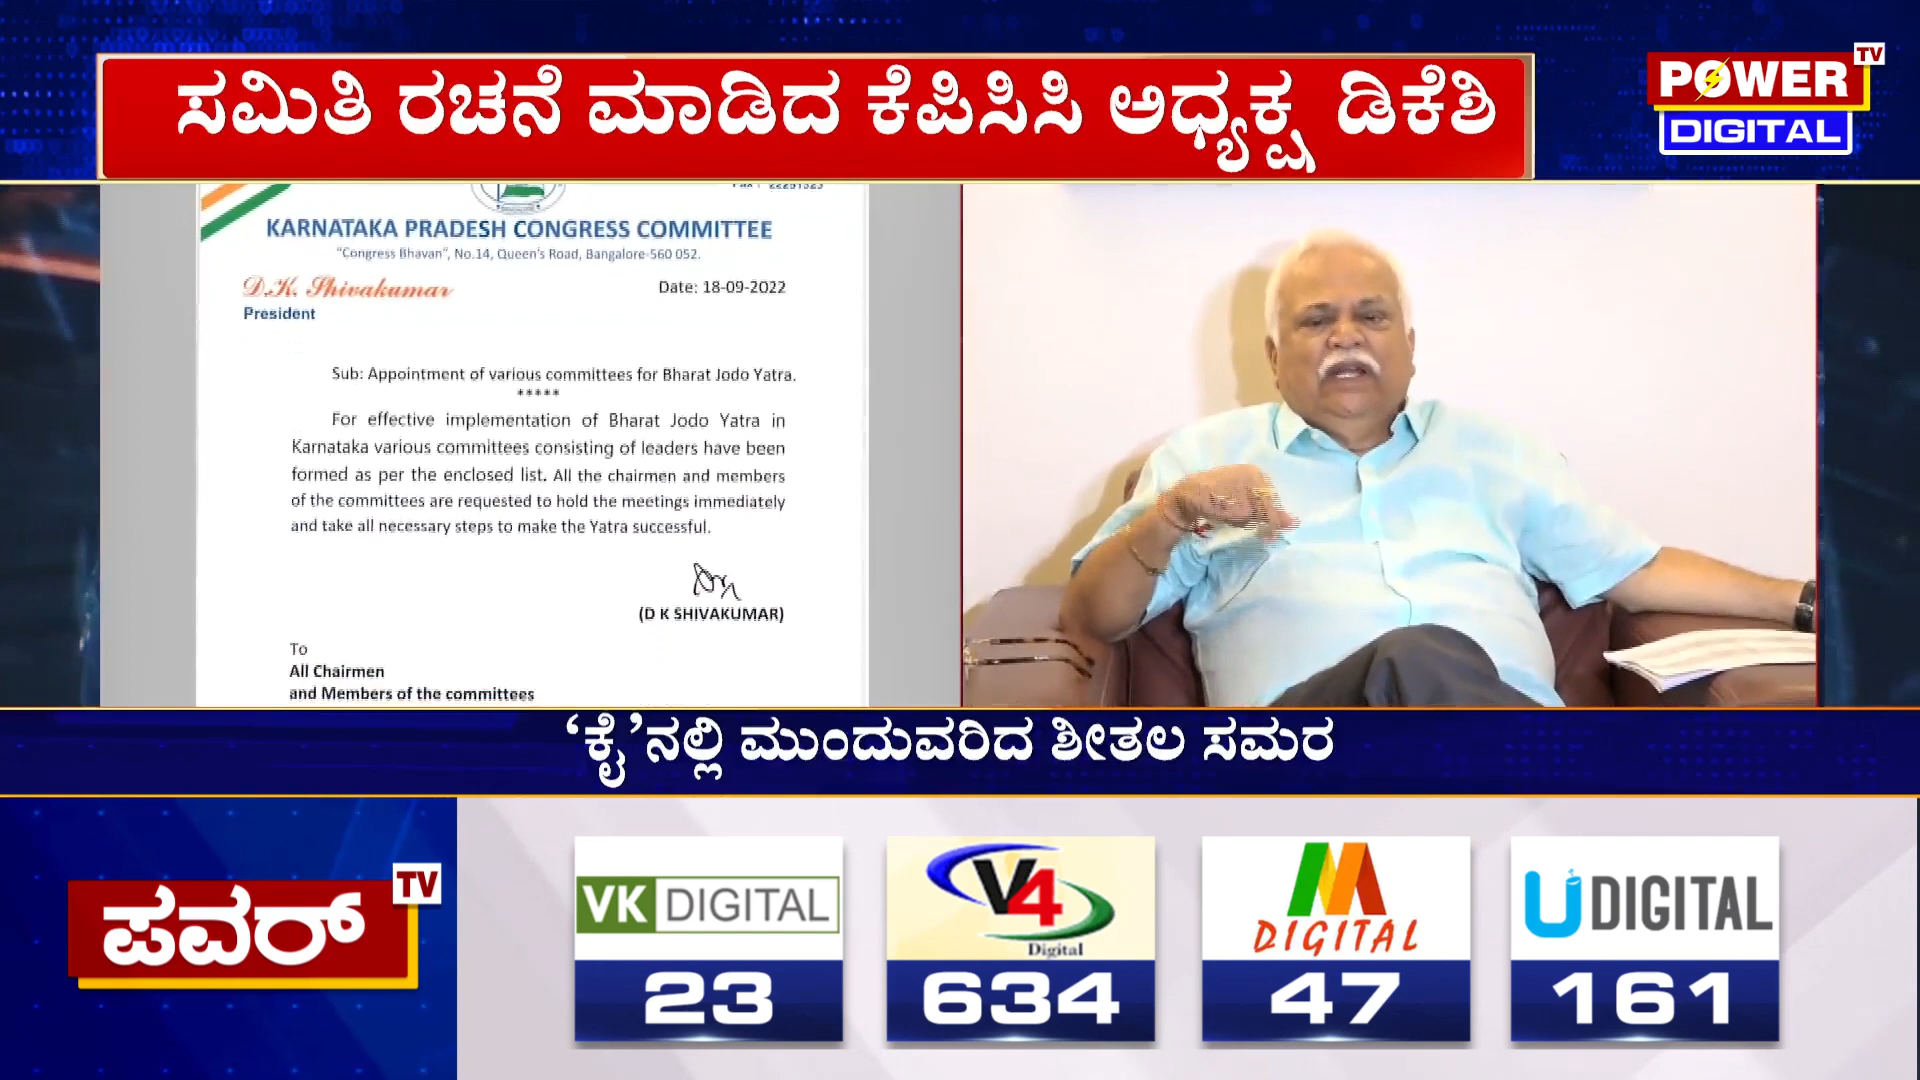 ಸಮಿತಿ ರಚನೆ ಮಾಡಿದ ಕೆಪಿಸಿಸಿ ಅಧ್ಯಕ್ಷ ಡಿಕೆಶಿ
POWER TV
DIGITAL
KARNATAKA PRADESH CONGRESS COMMITTEE
"Congress Bhavan", No.14, Queen's Road, Bangalore-560 052.
D.K. Shivakumar
President
Date: 18-09-2022
Sub: Appointment of various committees for Bharat Jodo Yatra.
*****
For effective implementation of Bharat Jodo Yatra in
Karnataka various committees consisting of leaders have been
formed as per the enclosed list. All the chairmen and members
of the committees are requested to hold the meetings immediately
and take all necessary steps to make the Yatra successful.
(D K SHIVAKUMAR)
To
All Chairmen
and Members of the committees
‘ಕೈ’ನಲ್ಲಿ ಮುಂದುವರಿದ ಶೀತಲ ಸಮರ
ಪವರ್ TV
VK DIGITAL
23
V4 Digital
634
M DIGITAL
47
U DIGITAL
161